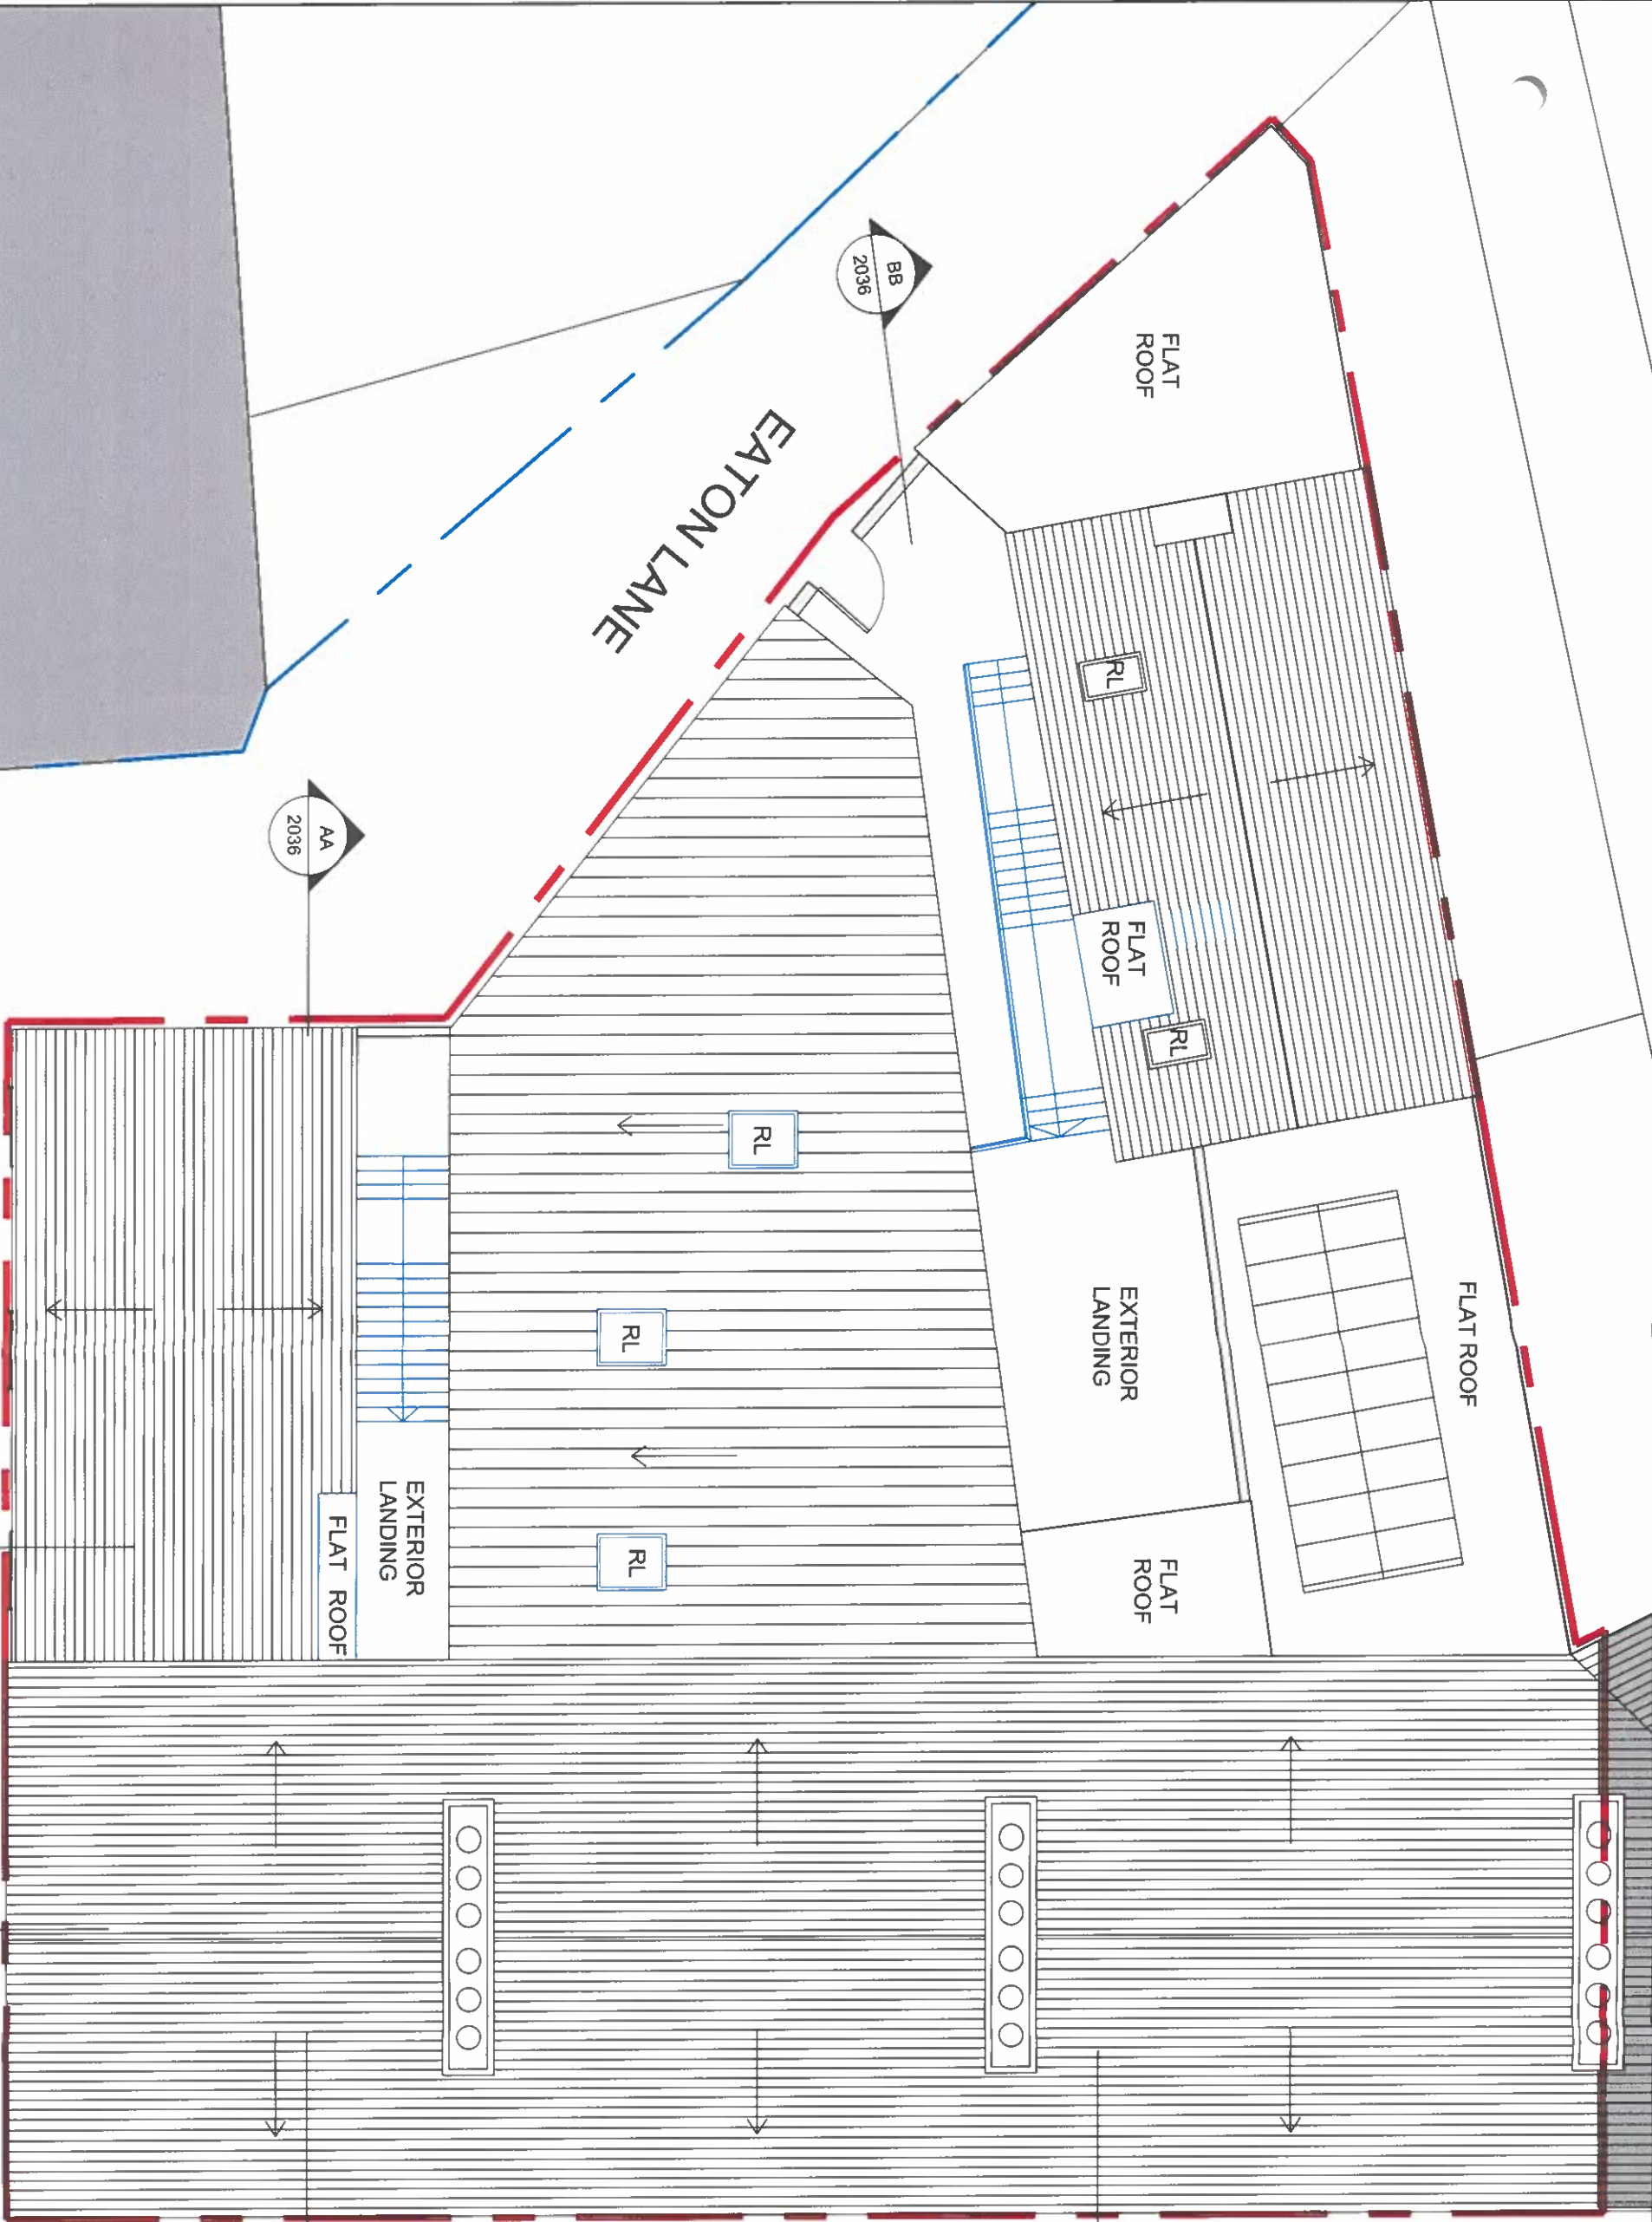 FLAT ROOF
FLAT
ROOF
BB
2036
RL
FLAT
ROOF
RL
EXTERIOR
LANDING
FLAT
ROOF
EATON LANE
RL
RL
RL
AA
2036
EXTERIOR
LANDING
FLAT ROOF